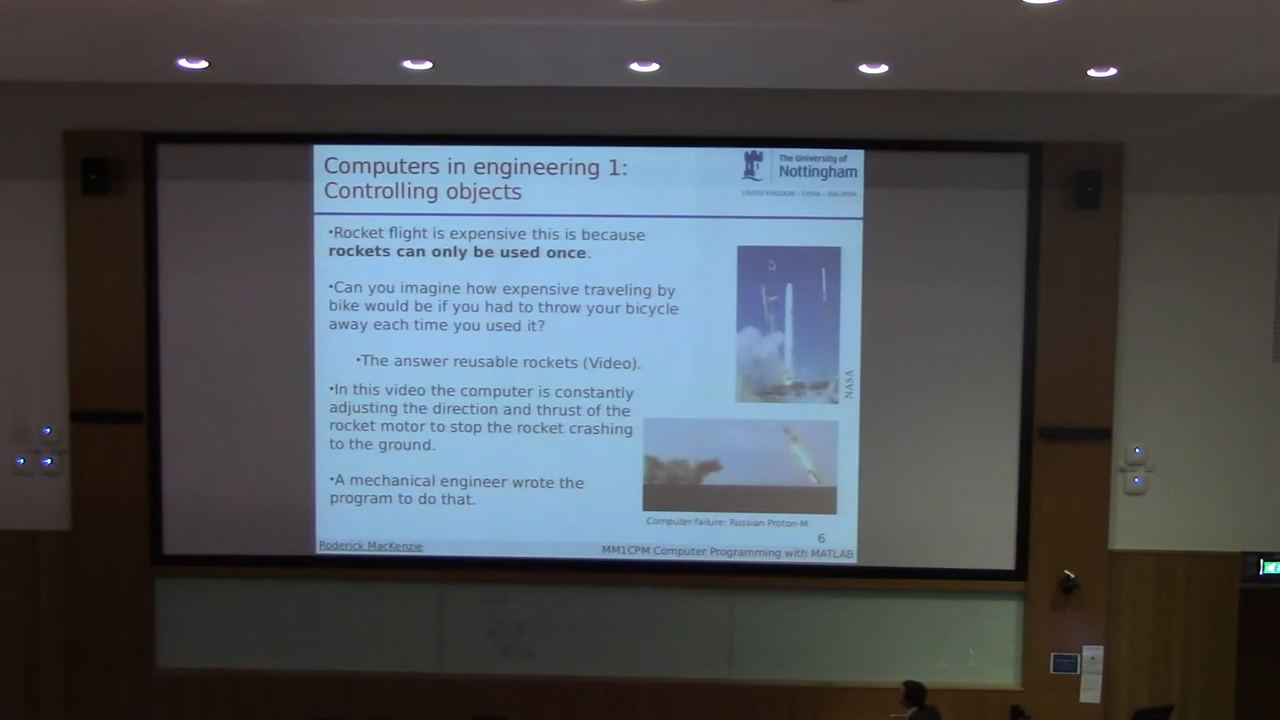 Computers in engineering 1:
Controlling objects
The University of
Nottingham
UNITED KINGDOM • CHINA • MALAYSIA
•Rocket flight is expensive this is because
rockets can only be used once.
•Can you imagine how expensive traveling by
bike would be if you had to throw your bicycle
away each time you used it?
•The answer reusable rockets (Video).
•In this video the computer is constantly
adjusting the direction and thrust of the
rocket motor to stop the rocket crashing
to the ground.
•A mechanical engineer wrote the
program to do that.
NASA
Computer failure: Russian Proton-M
6
Roderick MacKenzie
MM1CPM Computer Programming with MATLAB